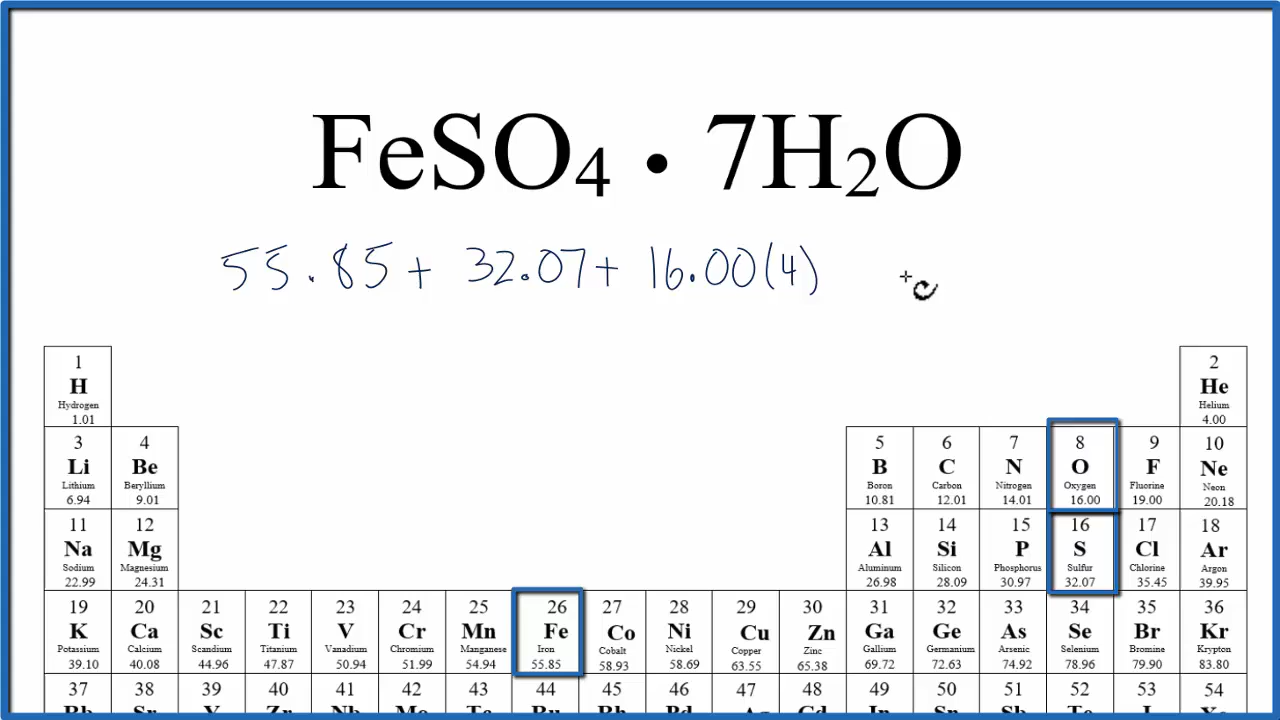 FeSO₄ • 7H₂O
55.85 + 32.07 + 16.00(4)
1 2
H He
Hydrogen Helium
1.01 4.00
3 4 5 6 7 8 9 10
Li Be B C N O F Ne
Lithium Beryllium Boron Carbon Nitrogen Oxygen Fluorine Neon
6.94 9.01 10.81 12.01 14.01 16.00 19.00 20.18
11 12 13 14 15 16 17 18
Na Mg Al Si P S Cl Ar
Sodium Magnesium Aluminum Silicon Phosphorus Sulfur Chlorine Argon
22.99 24.31 26.98 28.09 30.97 32.07 35.45 39.95
19 20 21 22 23 24 25 26 27 28 29 30 31 32 33 34 35 36
K Ca Sc Ti V Cr Mn Fe Co Ni Cu Zn Ga Ge As Se Br Kr
Potassium Calcium Scandium Titanium Vanadium Chromium Manganese Iron Cobalt Nickel Copper Zinc Gallium Germanium Arsenic Selenium Bromine Krypton
39.10 40.08 44.96 47.87 50.94 51.99 54.94 55.85 58.93 58.69 63.55 65.38 69.72 72.63 74.92 78.96 79.90 83.80
37 38 39 40 41 42 43 44 45 46 47 48 49 50 51 52 53 54